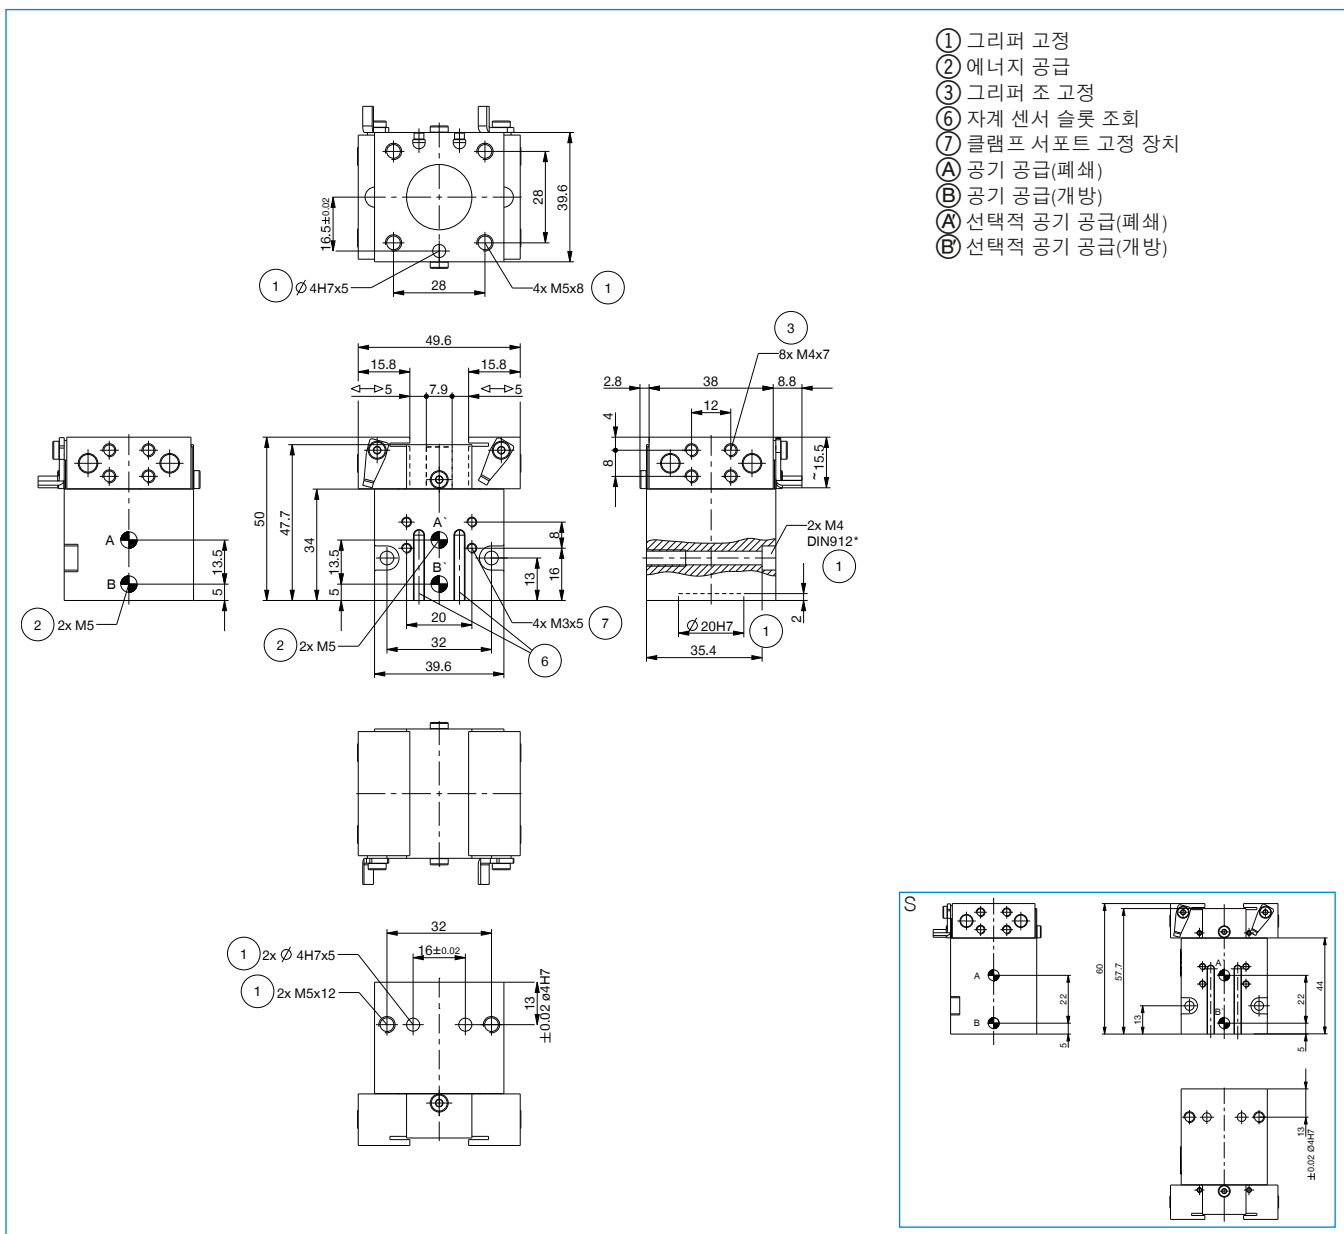 ① 그리퍼 고정
② 에너지 공급
③ 그리퍼 조 고정
⑥ 자계 센서 슬롯 조회
⑦ 클램프 서포트 고정 장치
Ⓐ 공기 공급(폐쇄)
Ⓑ 공기 공급(개방)
Ⓐ' 선택적 공기 공급(폐쇄)
Ⓑ' 선택적 공기 공급(개방)
16.5±0.02
28
39.6
1 Ø 4H7x5
28
4x M5x8 1
49.6
15.8
15.8
5
7.9
5
50
47.7
34
13.5
5
A`
B`
8
16
13
20
32
39.6
2 2x M5
4x M3x5 7
6
A
B
13.5
5
2 2x M5
3
8x M4x7
2.8
38
8.8
12
4
8
~15.5
2x M4
DIN912*
1
Ø 20H7 1
2
35.4
32
16±0.02
1 2x Ø 4H7x5
1 2x M5x12
13
±0.02 ø4H7
S
A
B
22
5
60
57.7
13
A`
B`
22
44
5
13
±0.02 Ø4H7